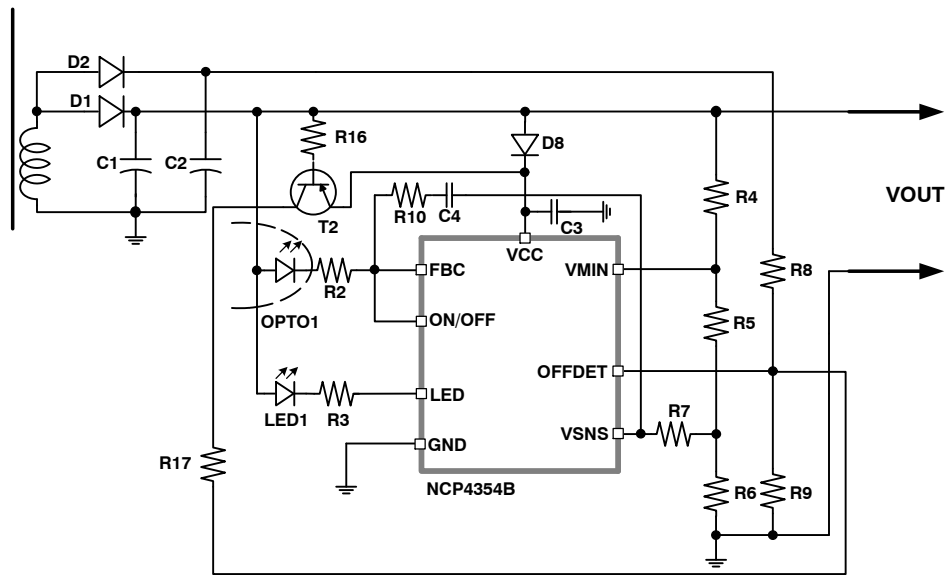 D2
D1
R16
C1
C2
D8
R4
VOUT
R10
C4
C3
T2
VCC
FBC
VMIN
R8
R2
OPTO1
ON/OFF
R5
OFFDET
LED
LED1
R3
R7
VSNS
GND
R17
NCP4354B
R6
R9